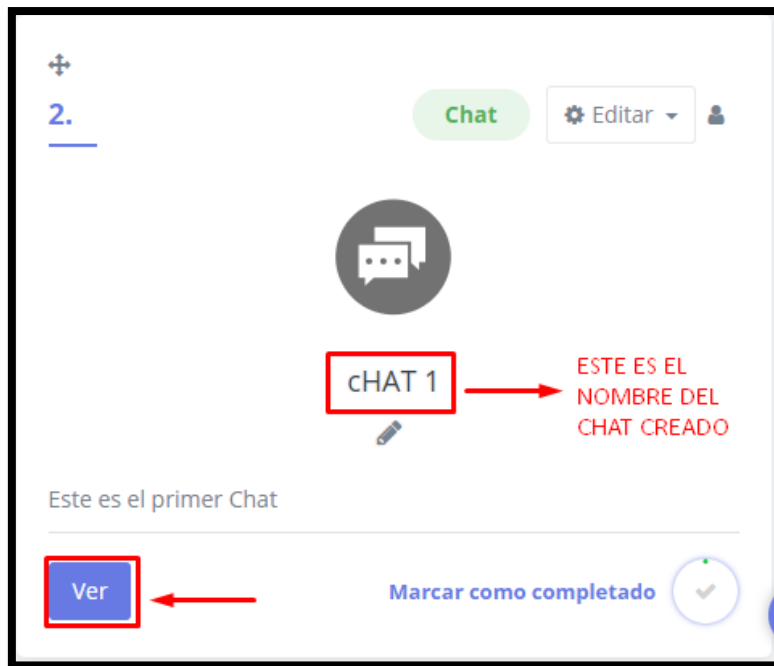 2.
Chat
Editar
cHAT 1
ESTE ES EL
NOMBRE DEL
CHAT CREADO
Este es el primer Chat
Ver
Marcar como completado